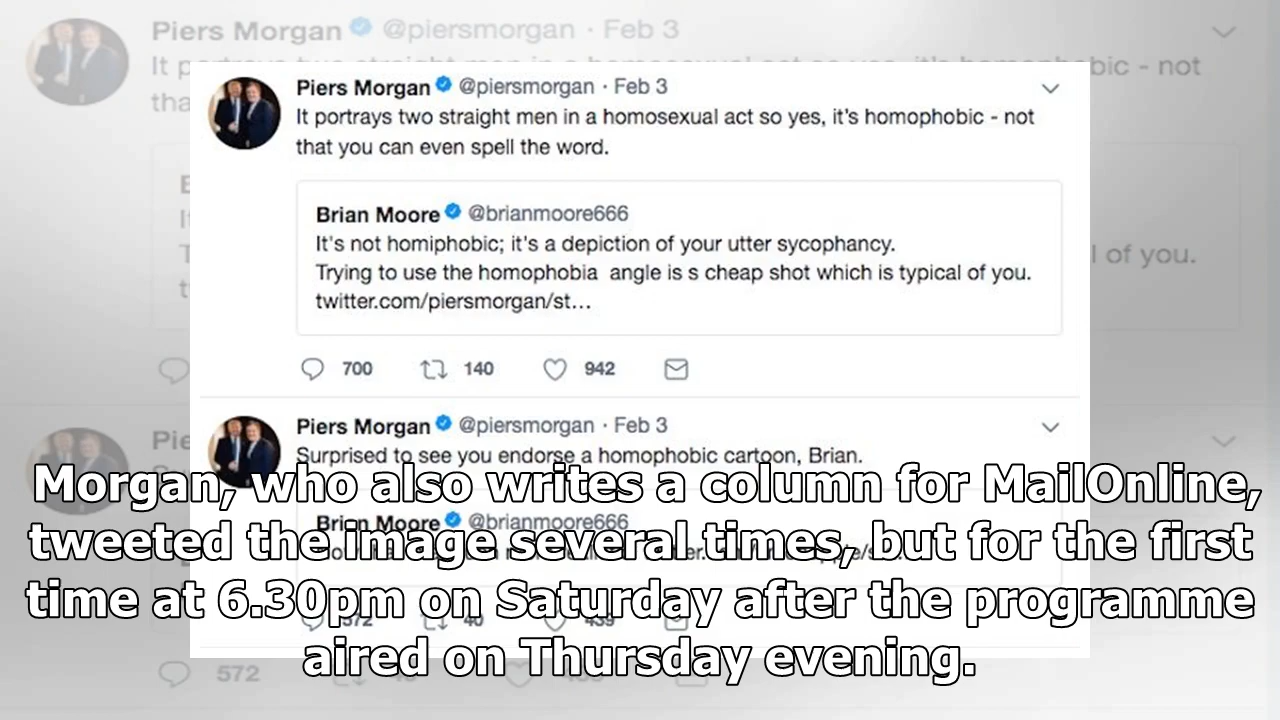 Piers Morgan @piersmorgan · Feb 3
It portrays two straight men in a homosexual act so yes, it's homophobic - not
that you can even spell the word.
Brian Moore @brianmoore666
It's not homiphobic; it's a depiction of your utter sycophancy.
Trying to use the homophobia angle is s cheap shot which is typical of you.
twitter.com/piersmorgan/st...
700 140 942
Piers Morgan @piersmorgan · Feb 3
Surprised to see you endorse a homophobic cartoon, Brian.
Brian Moore @brianmoore666
572 40 439
Morgan, who also writes a column for MailOnline,
tweeted the image several times, but for the first
time at 6.30pm on Saturday after the programme
aired on Thursday evening.